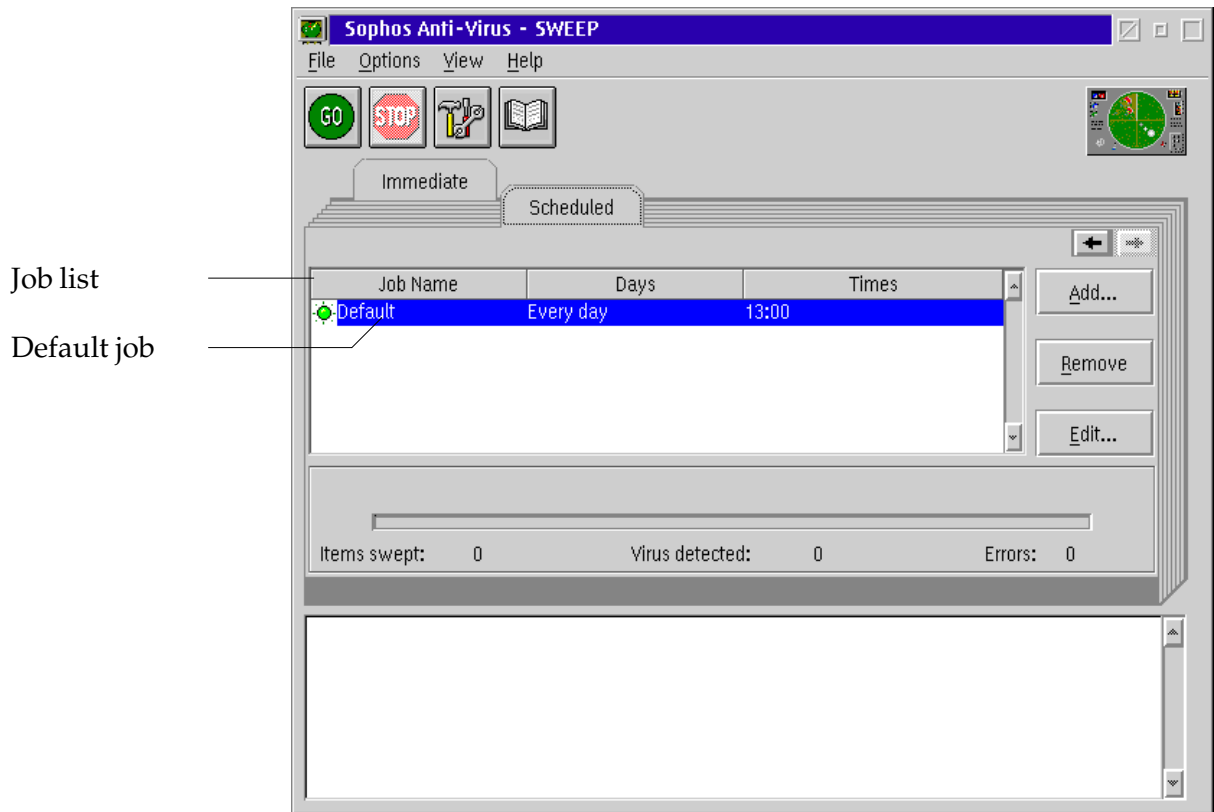 Sophos Anti-Virus - SWEEP
File Options View Help
GO STOP
Immediate
Scheduled
Job list
Job Name Days Times
Add...
Default Every day 13:00
Default job
Remove
Edit...
Items swept: 0 Virus detected: 0 Errors: 0